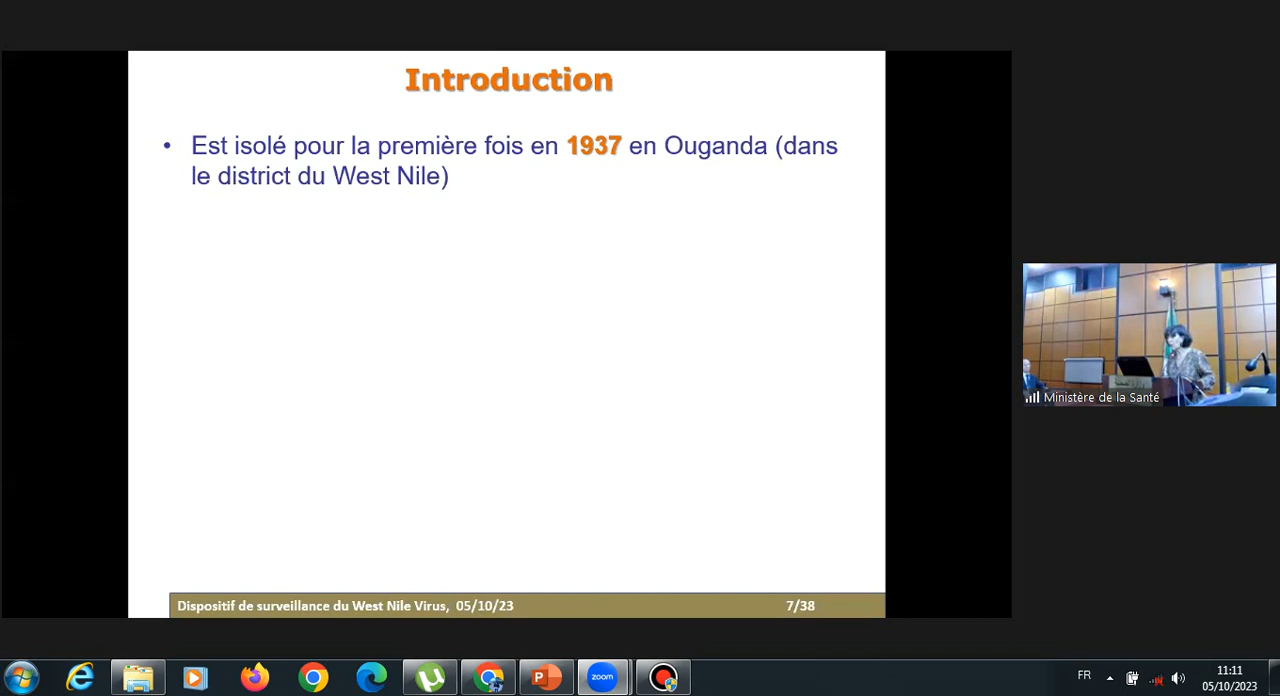 Introduction
• Est isolé pour la première fois en 1937 en Ouganda (dans
le district du West Nile)
Ministère de la Santé
Dispositif de surveillance du West Nile Virus, 05/10/23
7/38
P
zoom
FR
11:11
05/10/2023